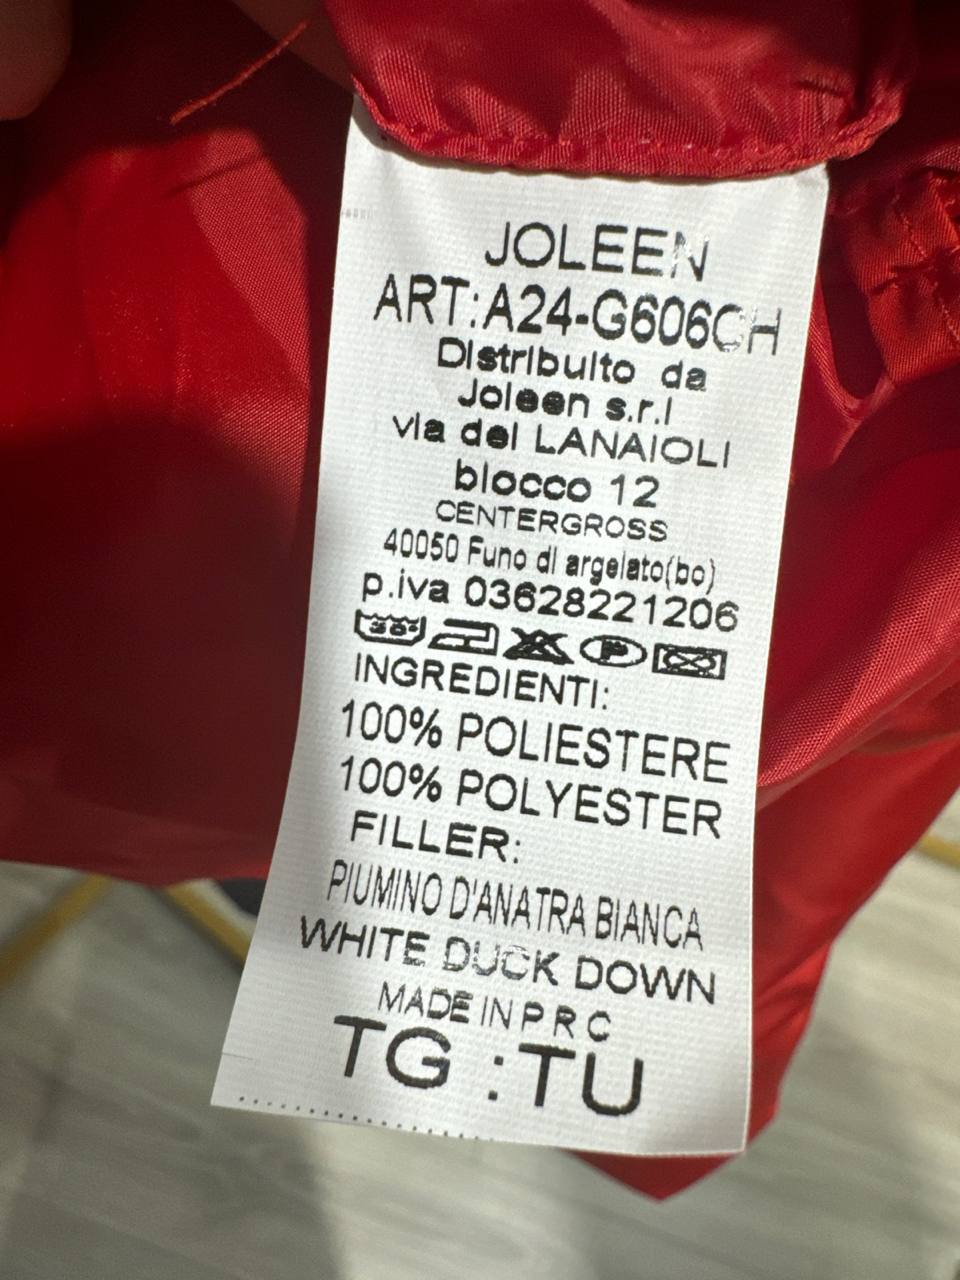 JOLEEN
ART:A24-G606CH
Distribuito da
Joleen s.r.l
via dei LANAIOLI
blocco 12
CENTERGROSS
40050 Funo di argelato(bo)
p.iva 03628221206
30° P
INGREDIENTI:
100% POLIESTERE
100% POLYESTER
FILLER:
PIUMINO D'ANATRA BIANCA
WHITE DUCK DOWN
MADE IN P R C
TG :TU